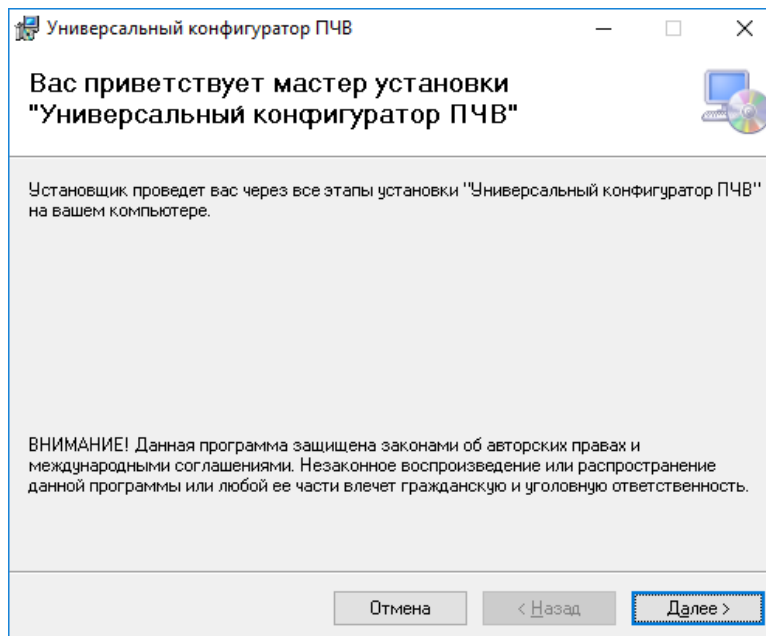 Универсальный конфигуратор ПЧВ
Вас приветствует мастер установки
"Универсальный конфигуратор ПЧВ"
Установщик проведет вас через все этапы установки "Универсальный конфигуратор ПЧВ"
на вашем компьютере.
ВНИМАНИЕ! Данная программа защищена законами об авторских правах и
международными соглашениями. Незаконное воспроизведение или распространение
данной программы или любой ее части влечет гражданскую и уголовную ответственность.
Отмена
< Назад
Далее >